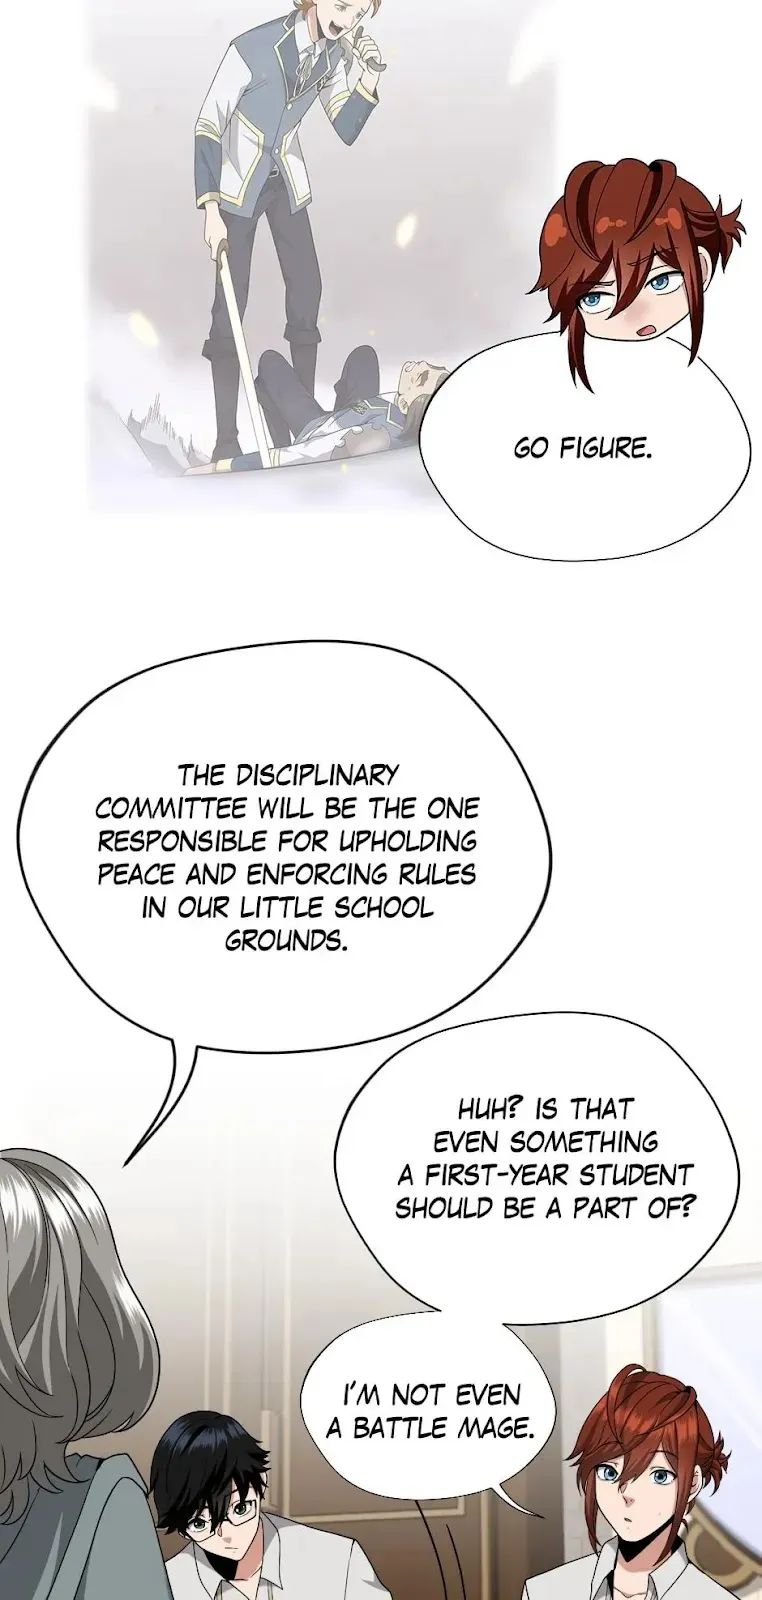 GO FIGURE.
THE DISCIPLINARY
COMMITTEE WILL BE THE ONE
RESPONSIBLE FOR UPHOLDING
PEACE AND ENFORCING RULES
IN OUR LITTLE SCHOOL
GROUNDS.
HUH? IS THAT
EVEN SOMETHING
A FIRST-YEAR STUDENT
SHOULD BE A PART OF?
I'M NOT EVEN
A BATTLE MAGE.